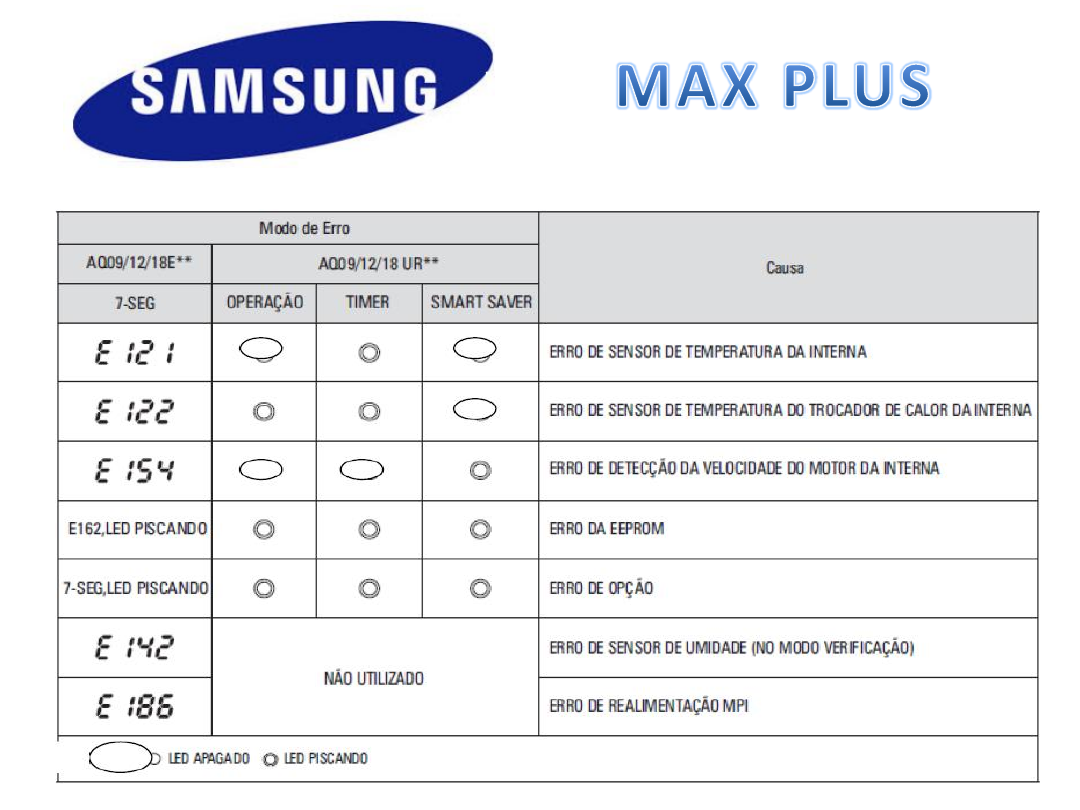 SAMSUNG
MAX PLUS
Modo de Erro
Causa
AQ09/12/18E**
AQ09/12/18 UR**
7-SEG
OPERAÇÃO
TIMER
SMART SAVER
E 121
ERRO DE SENSOR DE TEMPERATURA DA INTERNA
E 122
ERRO DE SENSOR DE TEMPERATURA DO TROCADOR DE CALOR DA INTERNA
E 154
ERRO DE DETECÇÃO DA VELOCIDADE DO MOTOR DA INTERNA
E162,LED PISCANDO
ERRO DA EEPROM
7-SEG,LED PISCANDO
ERRO DE OPÇÃO
E 142
NÃO UTILIZADO
ERRO DE SENSOR DE UMIDADE (NO MODO VERIFICAÇÃO)
E 186
ERRO DE REALIMENTAÇÃO MPI
LED APAGADO
LED PISCANDO